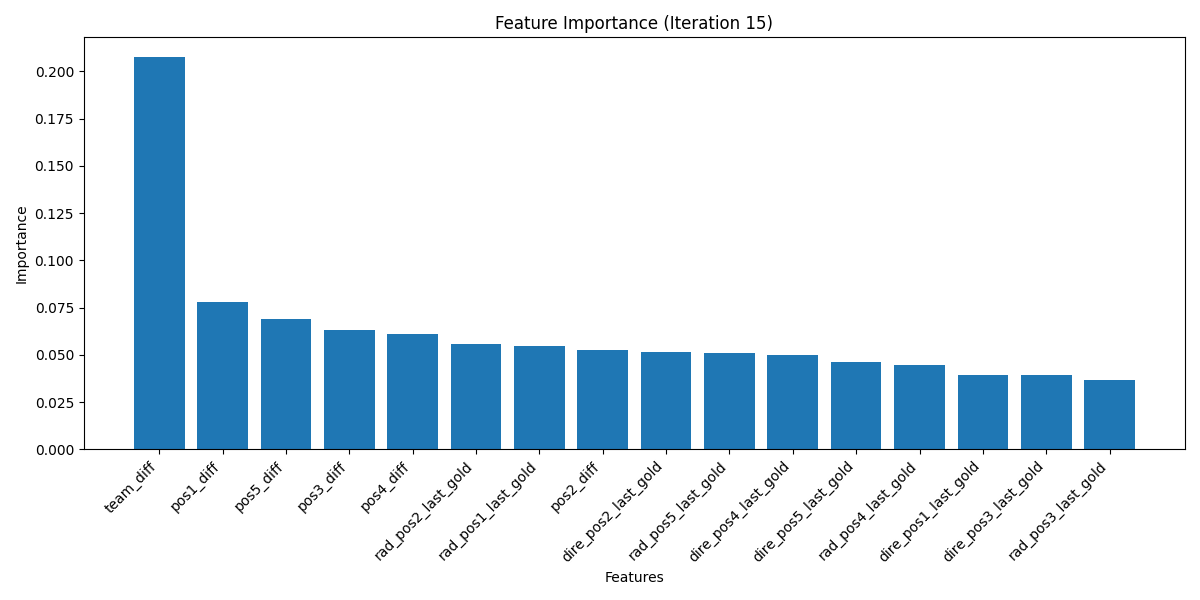 Feature Importance (Iteration 15)
Importance
0.200
0.175
0.150
0.125
0.100
0.075
0.050
0.025
0.000
team_diff
pos1_diff
pos5_diff
pos3_diff
pos4_diff
rad_pos2_last_gold
rad_pos1_last_gold
pos2_diff
dire_pos2_last_gold
rad_pos5_last_gold
dire_pos4_last_gold
dire_pos5_last_gold
rad_pos4_last_gold
dire_pos1_last_gold
dire_pos3_last_gold
rad_pos3_last_gold
Features